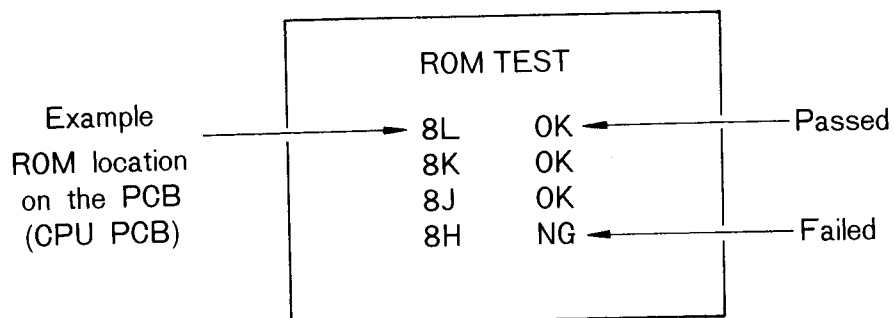 ROM TEST
Example
ROM location
on the PCB
(CPU PCB)
8L OK
8K OK
8J OK
8H NG
Passed
Failed